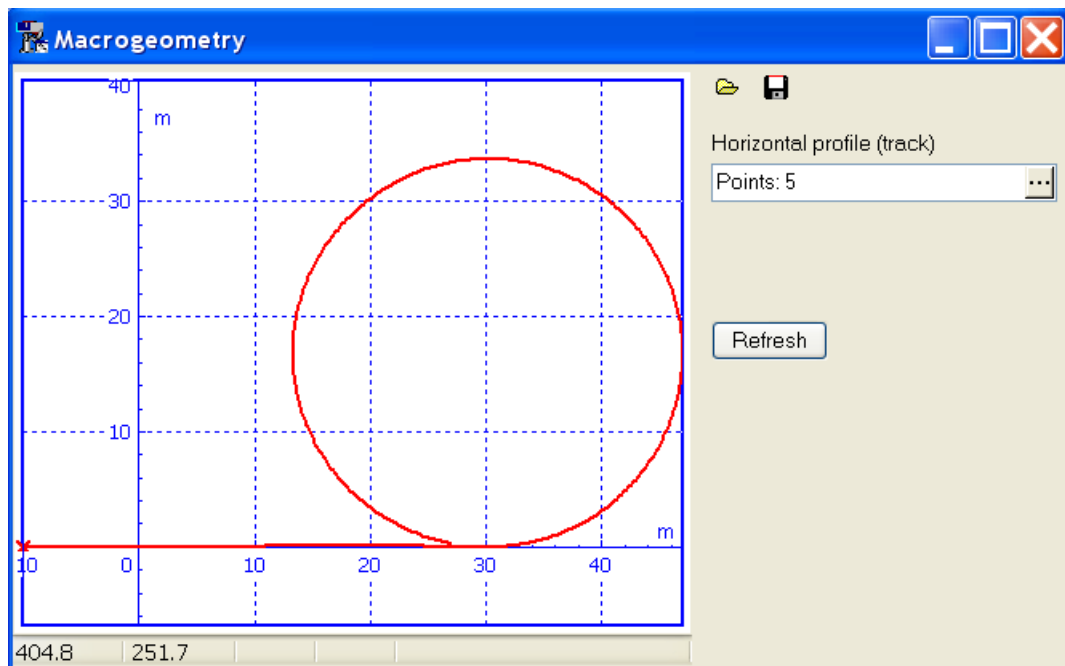 Macrogeometry
40
m
Horizontal profile (track)
Points: 5 ...
30
20
Refresh
10
m
10 0 10 20 30 40
404.8 251.7